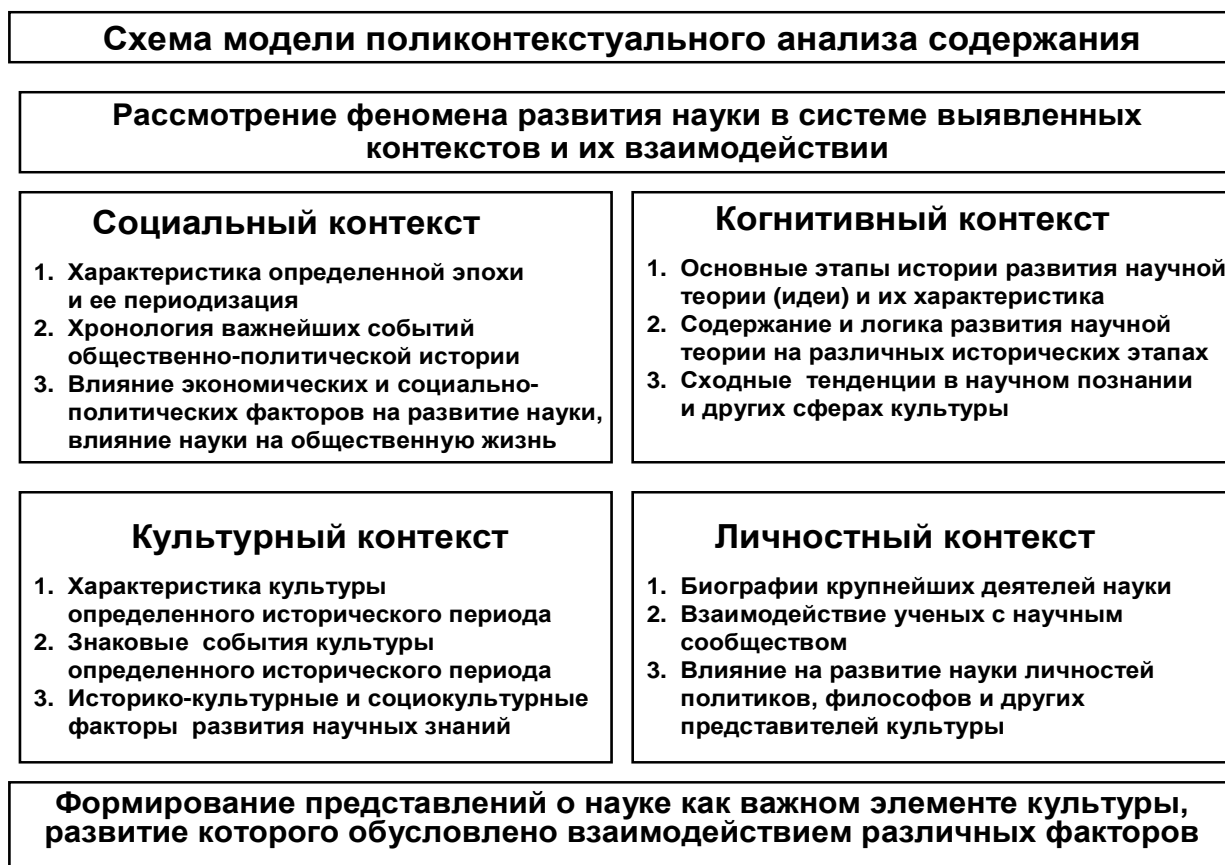 Схема модели поликонтекстуального анализа содержания
Рассмотрение феномена развития науки в системе выявленных
контекстов и их взаимодействии
Социальный контекст
1. Характеристика определенной эпохи
и ее периодизация
2. Хронология важнейших событий
общественно-политической истории
3. Влияние экономических и социально-
политических факторов на развитие науки,
влияние науки на общественную жизнь
Когнитивный контекст
1. Основные этапы истории развития научной
теории (идеи) и их характеристика
2. Содержание и логика развития научной
теории на различных исторических этапах
3. Сходные тенденции в научном познании
и других сферах культуры
Культурный контекст
1. Характеристика культуры
определенного исторического периода
2. Знаковые события культуры
определенного исторического периода
3. Историко-культурные и социокультурные
факторы развития научных знаний
Личностный контекст
1. Биографии крупнейших деятелей науки
2. Взаимодействие ученых с научным
сообществом
3. Влияние на развитие науки личностей
политиков, философов и других
представителей культуры
Формирование представлений о науке как важном элементе культуры,
развитие которого обусловлено взаимодействием различных факторов